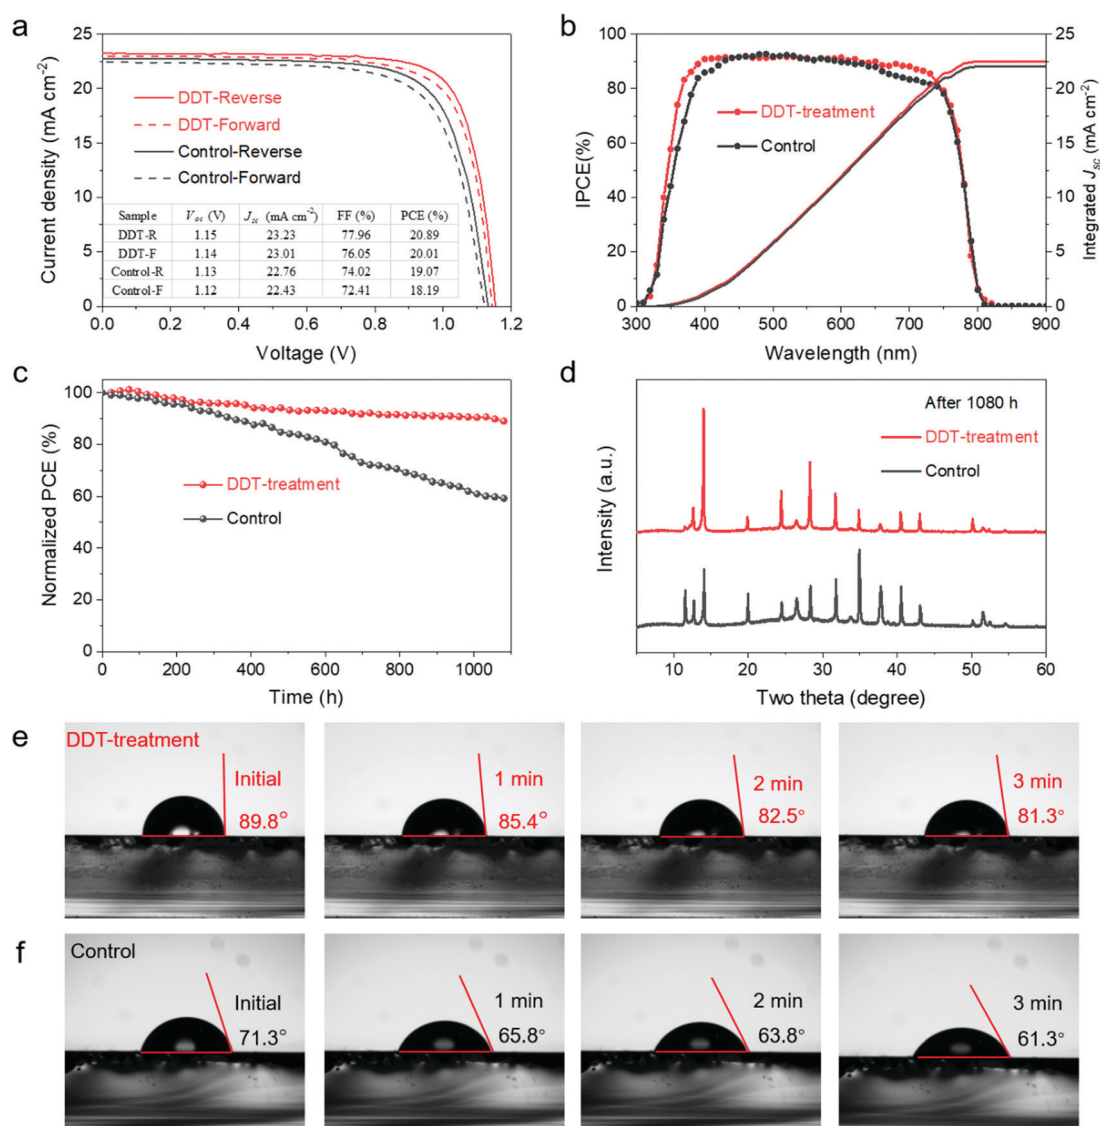 a
Current density (mA cm⁻²)
25
20
15
10
5
0
DDT-Reverse
DDT-Forward
Control-Reverse
Control-Forward
Sample Voc (V) Jsc (mA cm⁻²) FF (%) PCE (%)
DDT-R 1.15 23.23 77.96 20.89
DDT-F 1.14 23.01 76.05 20.01
Control-R 1.13 22.76 74.02 19.07
Control-F 1.12 22.43 72.41 18.19
0.0 0.2 0.4 0.6 0.8 1.0 1.2
Voltage (V)
b
IPCE(%)
100
80
60
40
20
0
DDT-treatment
Control
25
20
15
10
5
0
Integrated Jsc (mA cm⁻²)
300 400 500 600 700 800 900
Wavelength (nm)
c
Normalized PCE (%)
100
80
60
40
20
0
DDT-treatment
Control
0 200 400 600 800 1000
Time (h)
d
Intensity (a.u.)
After 1080 h
DDT-treatment
Control
10 20 30 40 50 60
Two theta (degree)
e
DDT-treatment
Initial
89.8°
1 min
85.4°
2 min
82.5°
3 min
81.3°
f
Control
Initial
71.3°
1 min
65.8°
2 min
63.8°
3 min
61.3°